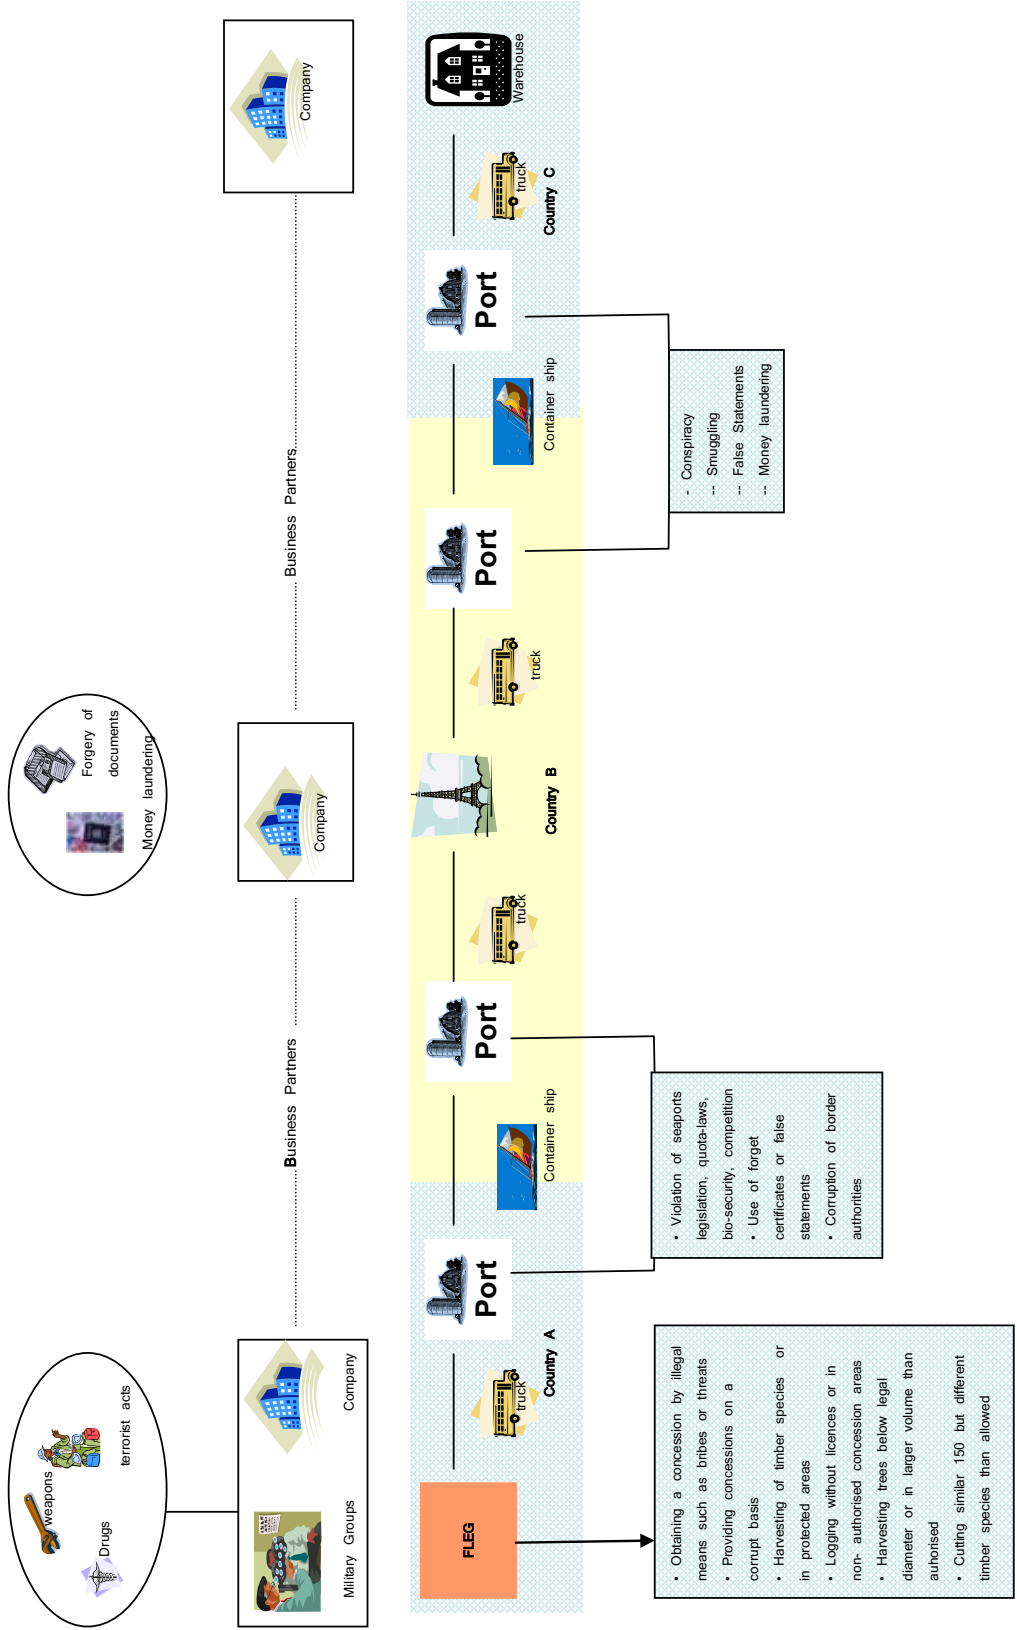 weapons
terrorist acts
Drugs
Forgery of
documents
Money laundering
Military Groups
Company
Business Partners
Company
Business Partners
Company
FLEG
truck
Country A
Port
Container ship
Port
truck
Country B
truck
Port
Container ship
Port
truck
Country C
Warehouse
• Obtaining a concession by illegal
means such as bribes or threats
• Providing concessions on a
corrupt basis
• Harvesting of timber species or
in protected areas
• Logging without licences or in
non- authorised concession areas
• Harvesting trees below legal
diameter or in larger volume than
auhorised
• Cutting similar 150 but different
timber species than allowed
• Violation of seaports
legislation, quota-laws,
bio-security, competition
• Use of forget
certificates or false
statements
• Corruption of border
authorities
- Conspiracy
-- Smuggling
-- False Statements
-- Money laundering